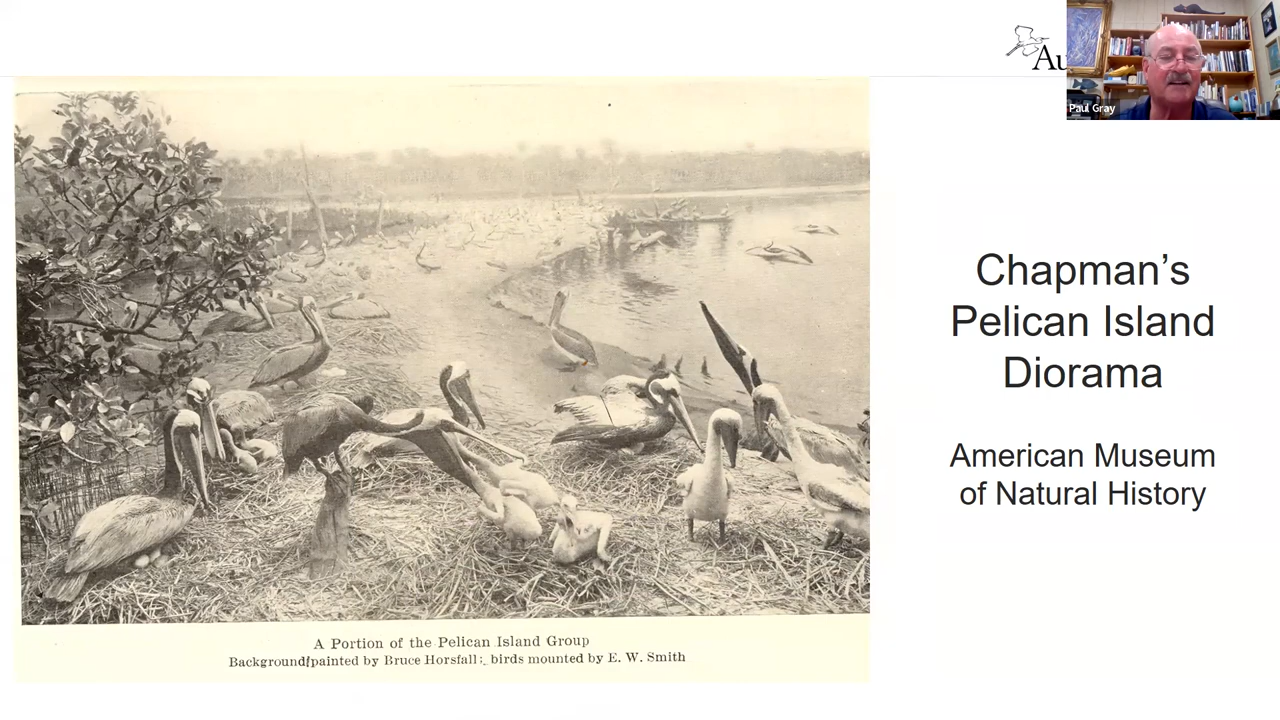 Au
Paul Gray
Chapman's
Pelican Island
Diorama
American Museum
of Natural History
A Portion of the Pelican Island Group
Background painted by Bruce Horsfall: birds mounted by E. W. Smith